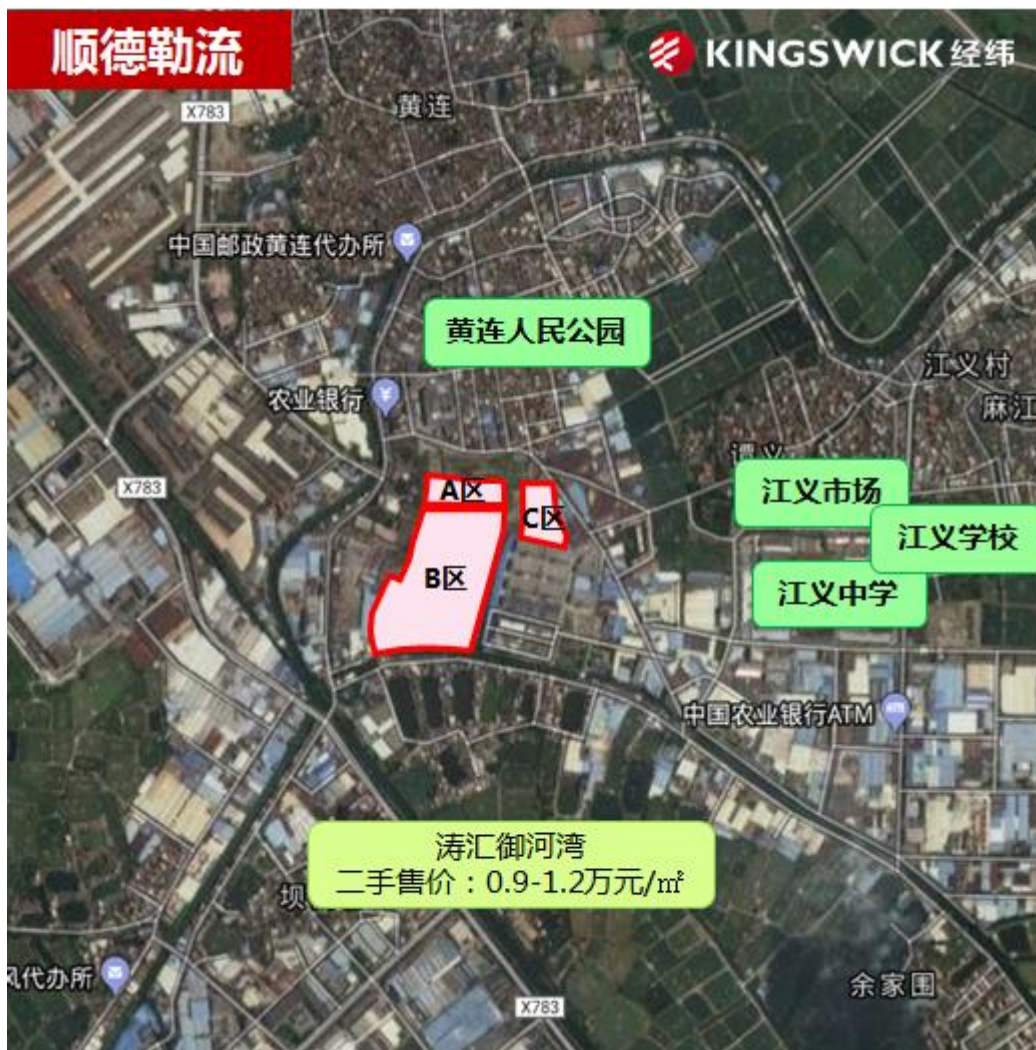 顺德勒流
KINGSWICK 经纬
X783
黄连
中国邮政黄连代办所
黄连人民公园
农业银行
江义村
麻江
X783
江义市场
A区
C区
江义学校
B区
江义中学
中国农业银行ATM
涛汇御河湾
二手售价：0.9-1.2万元/㎡
坝
风代办所
余家围
X783